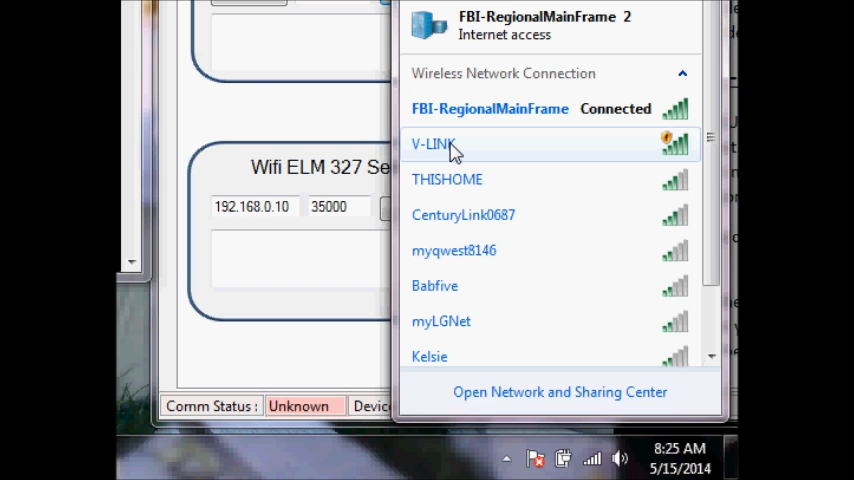 FBI-RegionalMainFrame 2
Internet access
Wireless Network Connection
FBI-RegionalMainFrame Connected
V-LINK
THISHOME
CenturyLink0687
myqwest8146
Babfive
myLGNet
Kelsie
Open Network and Sharing Center
Wifi ELM 327 Se
192.168.0.10 35000
Comm Status : Unknown Device
8:25 AM
5/15/2014